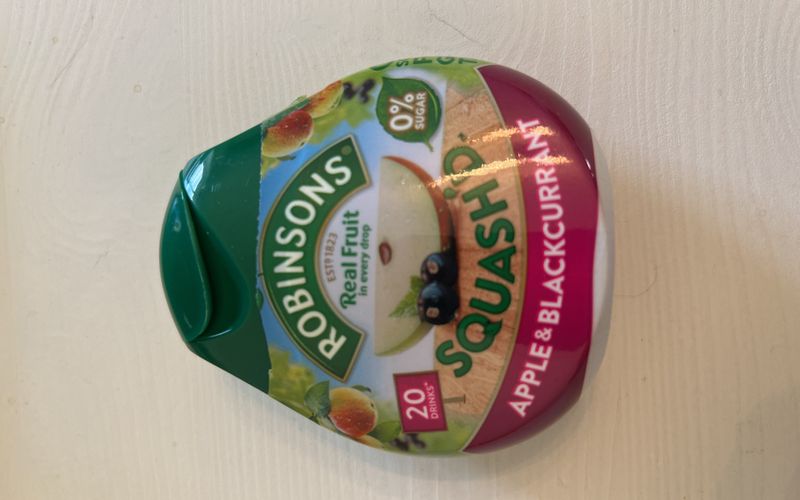 ROBINSONS®
ESTD 1823
Real Fruit
in every drop
0%
SUGAR
SQUASH'D®
20
DRINKS*
APPLE & BLACKCURRANT